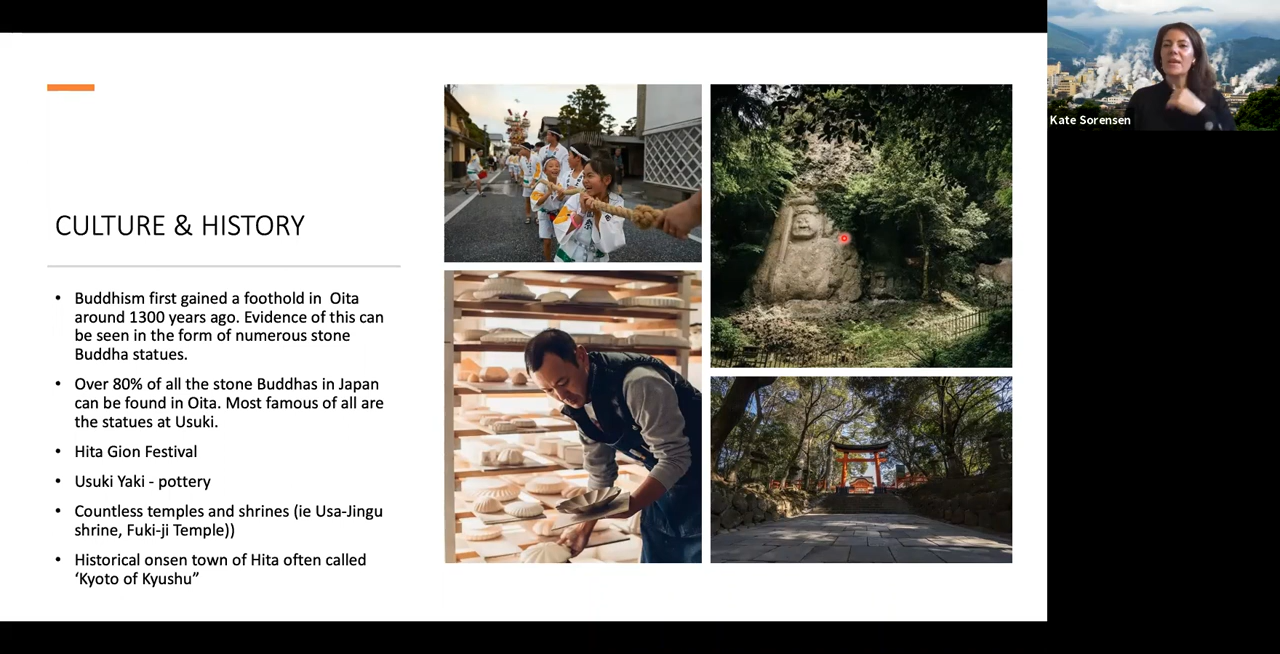 Kate Sorensen
CULTURE & HISTORY
• Buddhism first gained a foothold in Oita
around 1300 years ago. Evidence of this can
be seen in the form of numerous stone
Buddha statues.
• Over 80% of all the stone Buddhas in Japan
can be found in Oita. Most famous of all are
the statues at Usuki.
• Hita Gion Festival
• Usuki Yaki - pottery
• Countless temples and shrines (ie Usa-Jingu
shrine, Fuki-ji Temple))
• Historical onsen town of Hita often called
‘Kyoto of Kyushu”